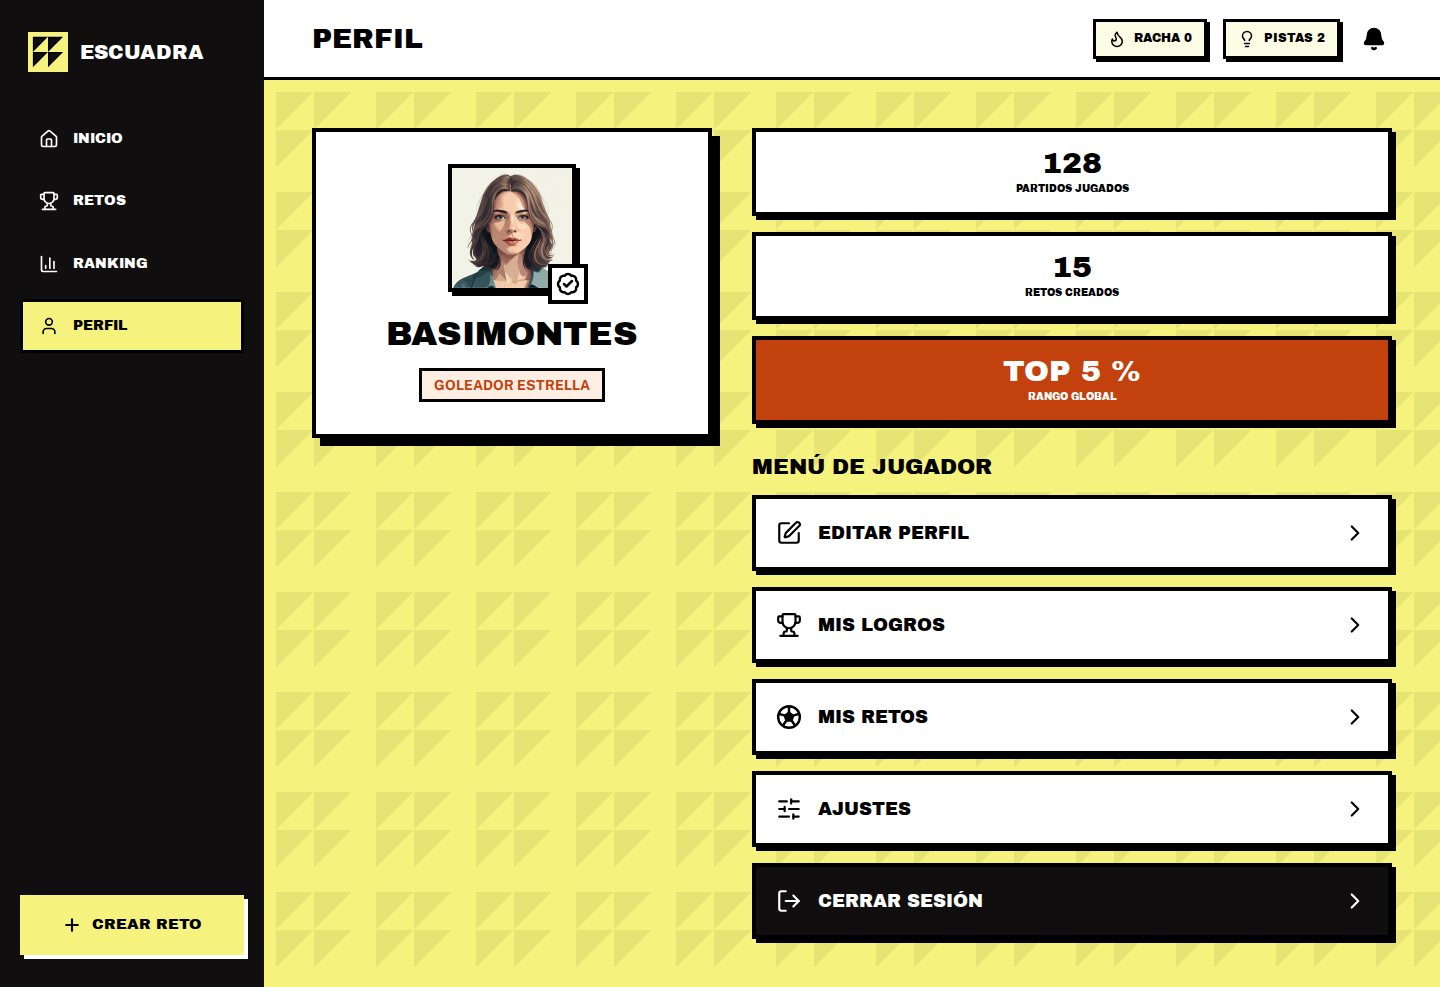 ESCUADRA
INICIO
RETOS
RANKING
PERFIL
CREAR RETO
PERFIL
RACHA 0
PISTAS 2
BASIMONTES
GOLEADOR ESTRELLA
128
PARTIDOS JUGADOS
15
RETOS CREADOS
TOP 5 %
RANGO GLOBAL
MENÚ DE JUGADOR
EDITAR PERFIL
MIS LOGROS
MIS RETOS
AJUSTES
CERRAR SESIÓN